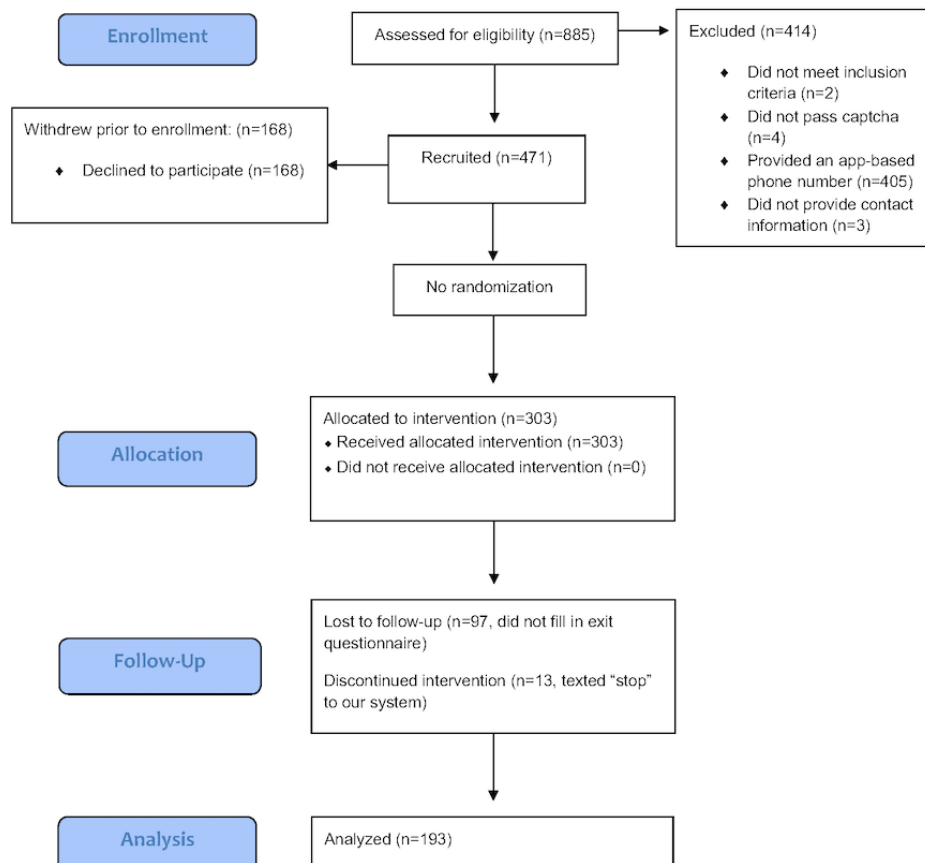 Enrollment
Assessed for eligibility (n=885)
Excluded (n=414)
♦ Did not meet inclusion
criteria (n=2)
♦ Did not pass captcha
(n=4)
♦ Provided an app-based
phone number (n=405)
♦ Did not provide contact
information (n=3)
Withdrew prior to enrollment: (n=168)
♦ Declined to participate (n=168)
Recruited (n=471)
No randomization
Allocation
Allocated to intervention (n=303)
♦ Received allocated intervention (n=303)
♦ Did not receive allocated intervention (n=0)
Follow-Up
Lost to follow-up (n=97, did not fill in exit
questionnaire)
Discontinued intervention (n=13, texted “stop”
to our system)
Analysis
Analyzed (n=193)